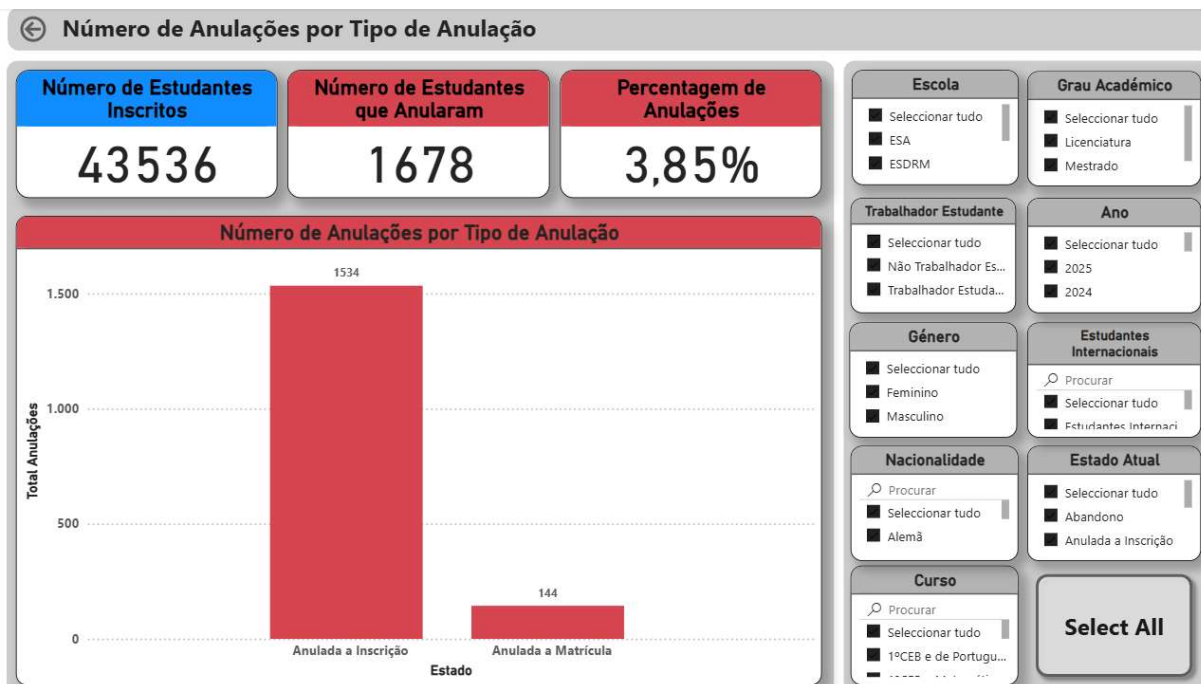 Número de Anulações por Tipo de Anulação
Número de Estudantes
Inscritos
43536
Número de Estudantes
que Anularam
1678
Percentagem de
Anulações
3,85%
Número de Anulações por Tipo de Anulação
Total Anulações
1.500
1.000
500
0
1534
144
Anulada a Inscrição
Anulada a Matrícula
Estado
Escola
Seleccionar tudo
ESA
ESDRM
Grau Académico
Seleccionar tudo
Licenciatura
Mestrado
Trabalhador Estudante
Seleccionar tudo
Não Trabalhador Es...
Trabalhador Estuda...
Ano
Seleccionar tudo
2025
2024
Género
Seleccionar tudo
Feminino
Masculino
Estudantes
Internacionais
Procurar
Seleccionar tudo
Estudantes Internaci
Nacionalidade
Procurar
Seleccionar tudo
Alemã
Estado Atual
Seleccionar tudo
Abandono
Anulada a Inscrição
Curso
Procurar
Seleccionar tudo
1ºCEB e de Portugu...
Select All